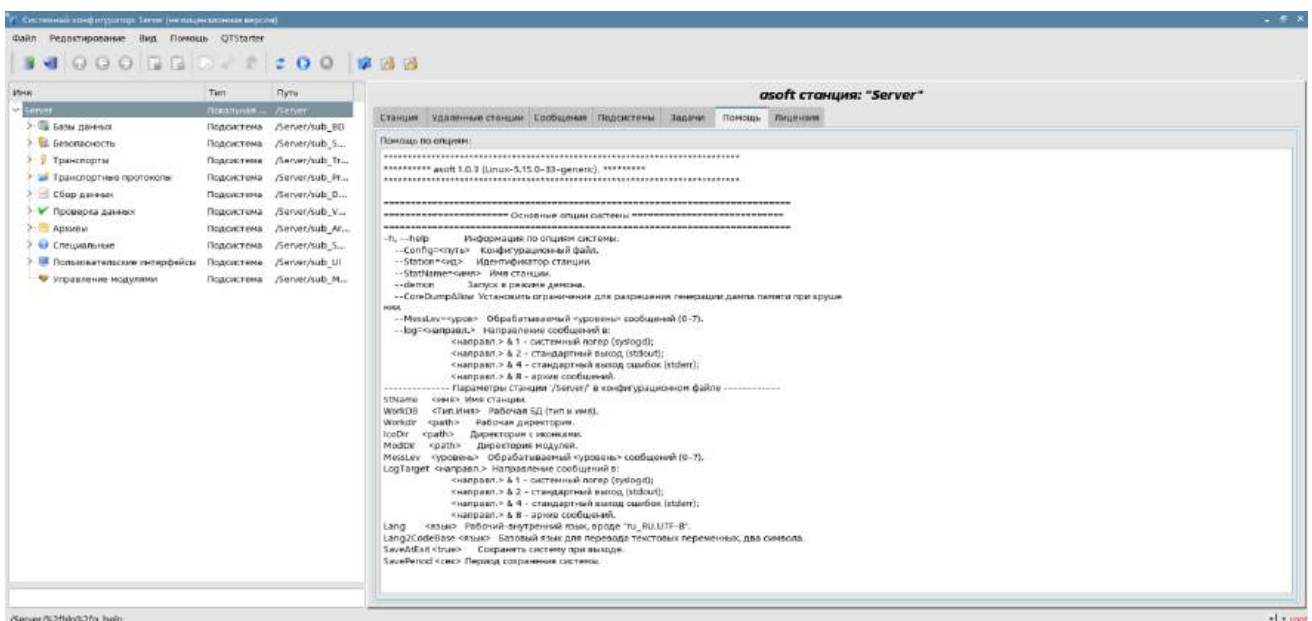 Системный конфигуратор: Server (не лицензионная версия)
Файл Редактирование Вид Помощь QTStarter
Имя Тип Путь
Server Локальная ... /Server
Базы данных Подсистема /Server/sub_BD
Безопасность Подсистема /Server/sub_S...
Транспорты Подсистема /Server/sub_Tr...
Транспортные протоколы Подсистема /Server/sub_Pr...
Сбор данных Подсистема /Server/sub_D...
Проверка данных Подсистема /Server/sub_V...
Архивы Подсистема /Server/sub_Ar...
Специальные Подсистема /Server/sub_S...
Пользовательские интерфейсы Подсистема /Server/sub_UI
Управление модулями Подсистема /Server/sub_M...
asoft станция: "Server"
Станция Удаленные станции Сообщения Подсистемы Задачи Помощь Лицензия
Помощь по опциям:
********** asoft 1.0.3 (Linux-5.15.0-33-generic). *********
====================== Основные опции системы ===========================
-h, --help Информация по опциям системы.
--Config=<путь> Конфигурационный файл.
--Station=<ид> Идентификатор станции.
--StatName=<имя> Имя станции.
--demon Запуск в режиме демона.
--CoreDumpAllow Установить ограничения для разрешения генерации дампа памяти при круше
нии.
--MessLev=<уров> Обрабатываемый <уровень> сообщений (0-7).
--log=<направл.> Направление сообщений в:
<направл.> & 1 - системный логер (syslogd);
<направл.> & 2 - стандартный выход (stdout);
<направл.> & 4 - стандартный выход ошибок (stderr);
<направл.> & 8 - архив сообщений.
------------- Параметры станции '/Server/' в конфигурационном файле ------------
StName <имя> Имя станции.
WorkDB <Тип.Имя> Рабочая БД (тип и имя).
Workdir <path> Рабочая директория.
IcoDir <path> Директория с иконками.
ModDir <path> Директория модулей.
MessLev <уровень> Обрабатываемый <уровень> сообщений (0-7).
LogTarget <направл.> Направление сообщений в:
<направл.> & 1 - системный логер (syslogd);
<направл.> & 2 - стандартный выход (stdout);
<направл.> & 4 - стандартный выход ошибок (stderr);
<направл.> & 8 - архив сообщений.
Lang <язык> Рабочий-внутренний язык, вроде "ru_RU.UTF-8".
Lang2CodeBase <язык> Базовый язык для перевода текстовых переменных, два символа.
SaveAtExit <true> Сохранять систему при выходе.
SavePeriod <сек> Период сохранения системы.
/Server/%2fhlp%2fg_help
root